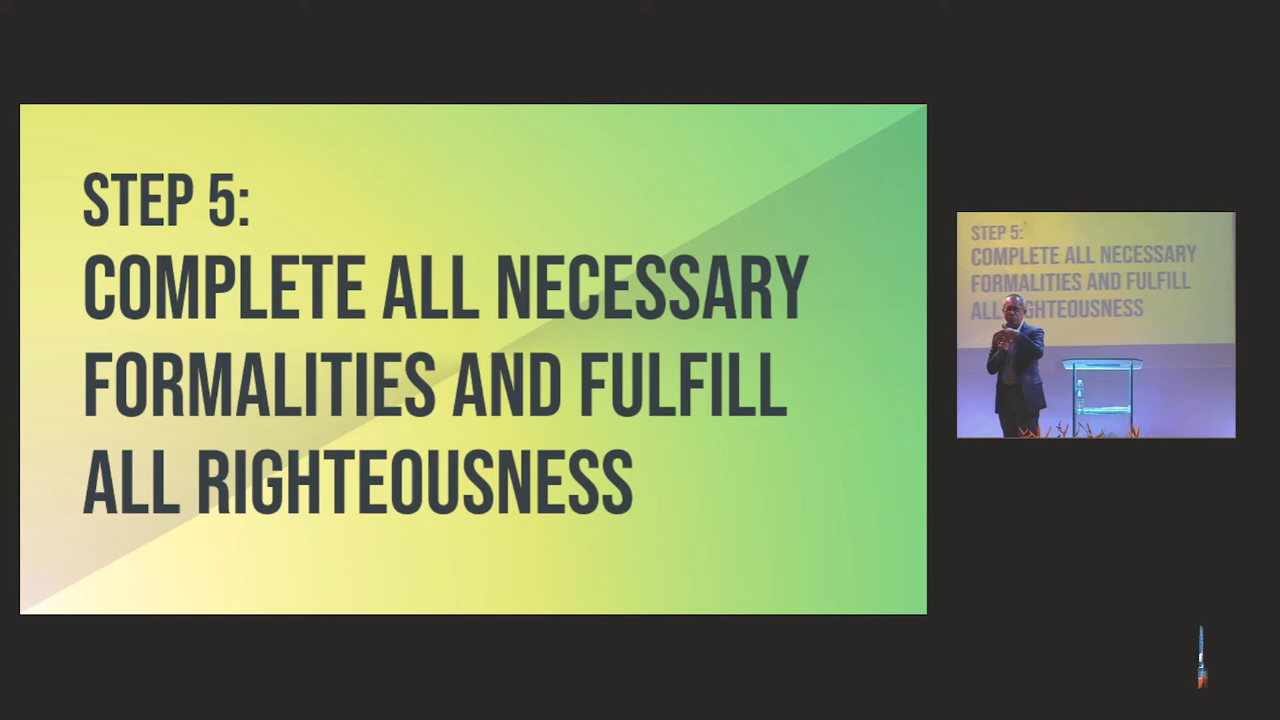 STEP 5:
COMPLETE ALL NECESSARY
FORMALITIES AND FULFILL
ALL RIGHTEOUSNESS
STEP 5:
COMPLETE ALL NECESSARY
FORMALITIES AND FULFILL
ALL RIGHTEOUSNESS